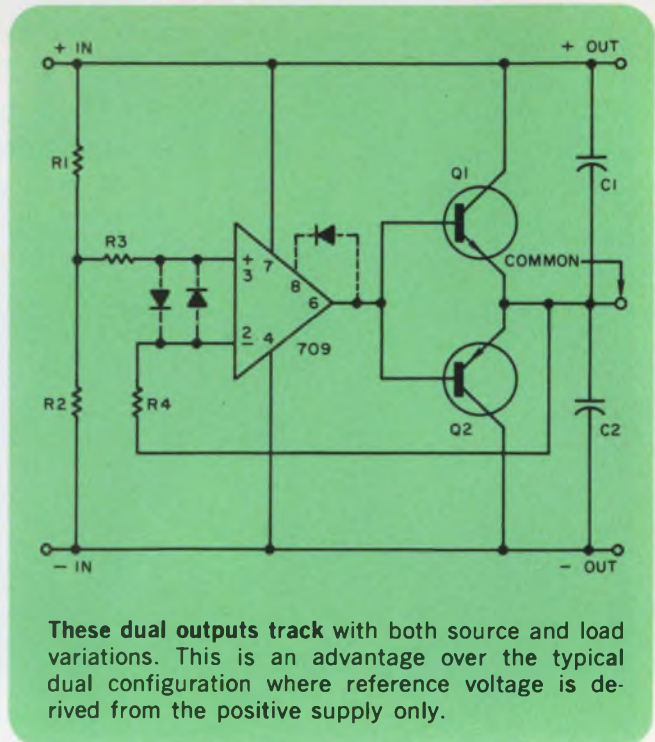 + IN
+ OUT
R1
Q1
C1
R3
COMMON
+
3
7
8
6
2
-
4
709
R2
R4
Q2
C2
- IN
- OUT
These dual outputs track with both source and load
variations. This is an advantage over the typical
dual configuration where reference voltage is de-
rived from the positive supply only.